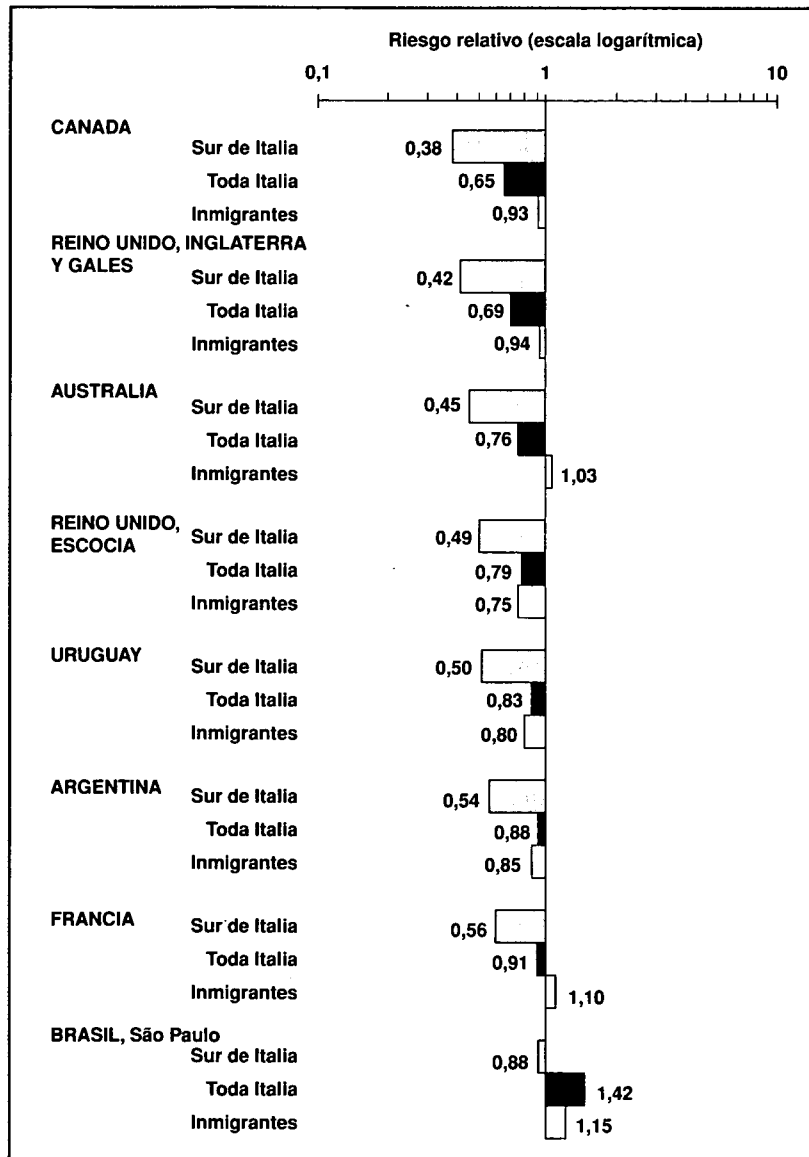 Riesgo relativo (escala logarítmica)
0,1 1 10
CANADA
Sur de Italia 0,38
Toda Italia 0,65
Inmigrantes 0,93
REINO UNIDO, INGLATERRA
Y GALES
Sur de Italia 0,42
Toda Italia 0,69
Inmigrantes 0,94
AUSTRALIA
Sur de Italia 0,45
Toda Italia 0,76
Inmigrantes 1,03
REINO UNIDO,
ESCOCIA
Sur de Italia 0,49
Toda Italia 0,79
Inmigrantes 0,75
URUGUAY
Sur de Italia 0,50
Toda Italia 0,83
Inmigrantes 0,80
ARGENTINA
Sur de Italia 0,54
Toda Italia 0,88
Inmigrantes 0,85
FRANCIA
Sur de Italia 0,56
Toda Italia 0,91
Inmigrantes 1,10
BRASIL, São Paulo
Sur de Italia 0,88
Toda Italia 1,42
Inmigrantes 1,15